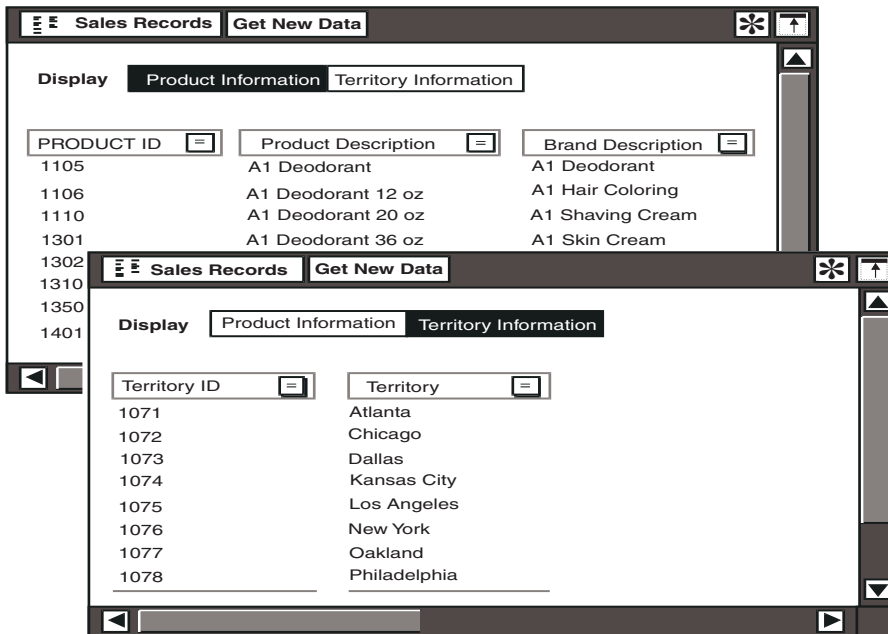 Sales Records Get New Data
Display Product Information Territory Information
PRODUCT ID = Product Description = Brand Description =
1105 A1 Deodorant A1 Deodorant
1106 A1 Deodorant 12 oz A1 Hair Coloring
1110 A1 Deodorant 20 oz A1 Shaving Cream
1301 A1 Deodorant 36 oz A1 Skin Cream
1302
1310
1350
1401
Sales Records Get New Data
Display Product Information Territory Information
Territory ID = Territory =
1071 Atlanta
1072 Chicago
1073 Dallas
1074 Kansas City
1075 Los Angeles
1076 New York
1077 Oakland
1078 Philadelphia